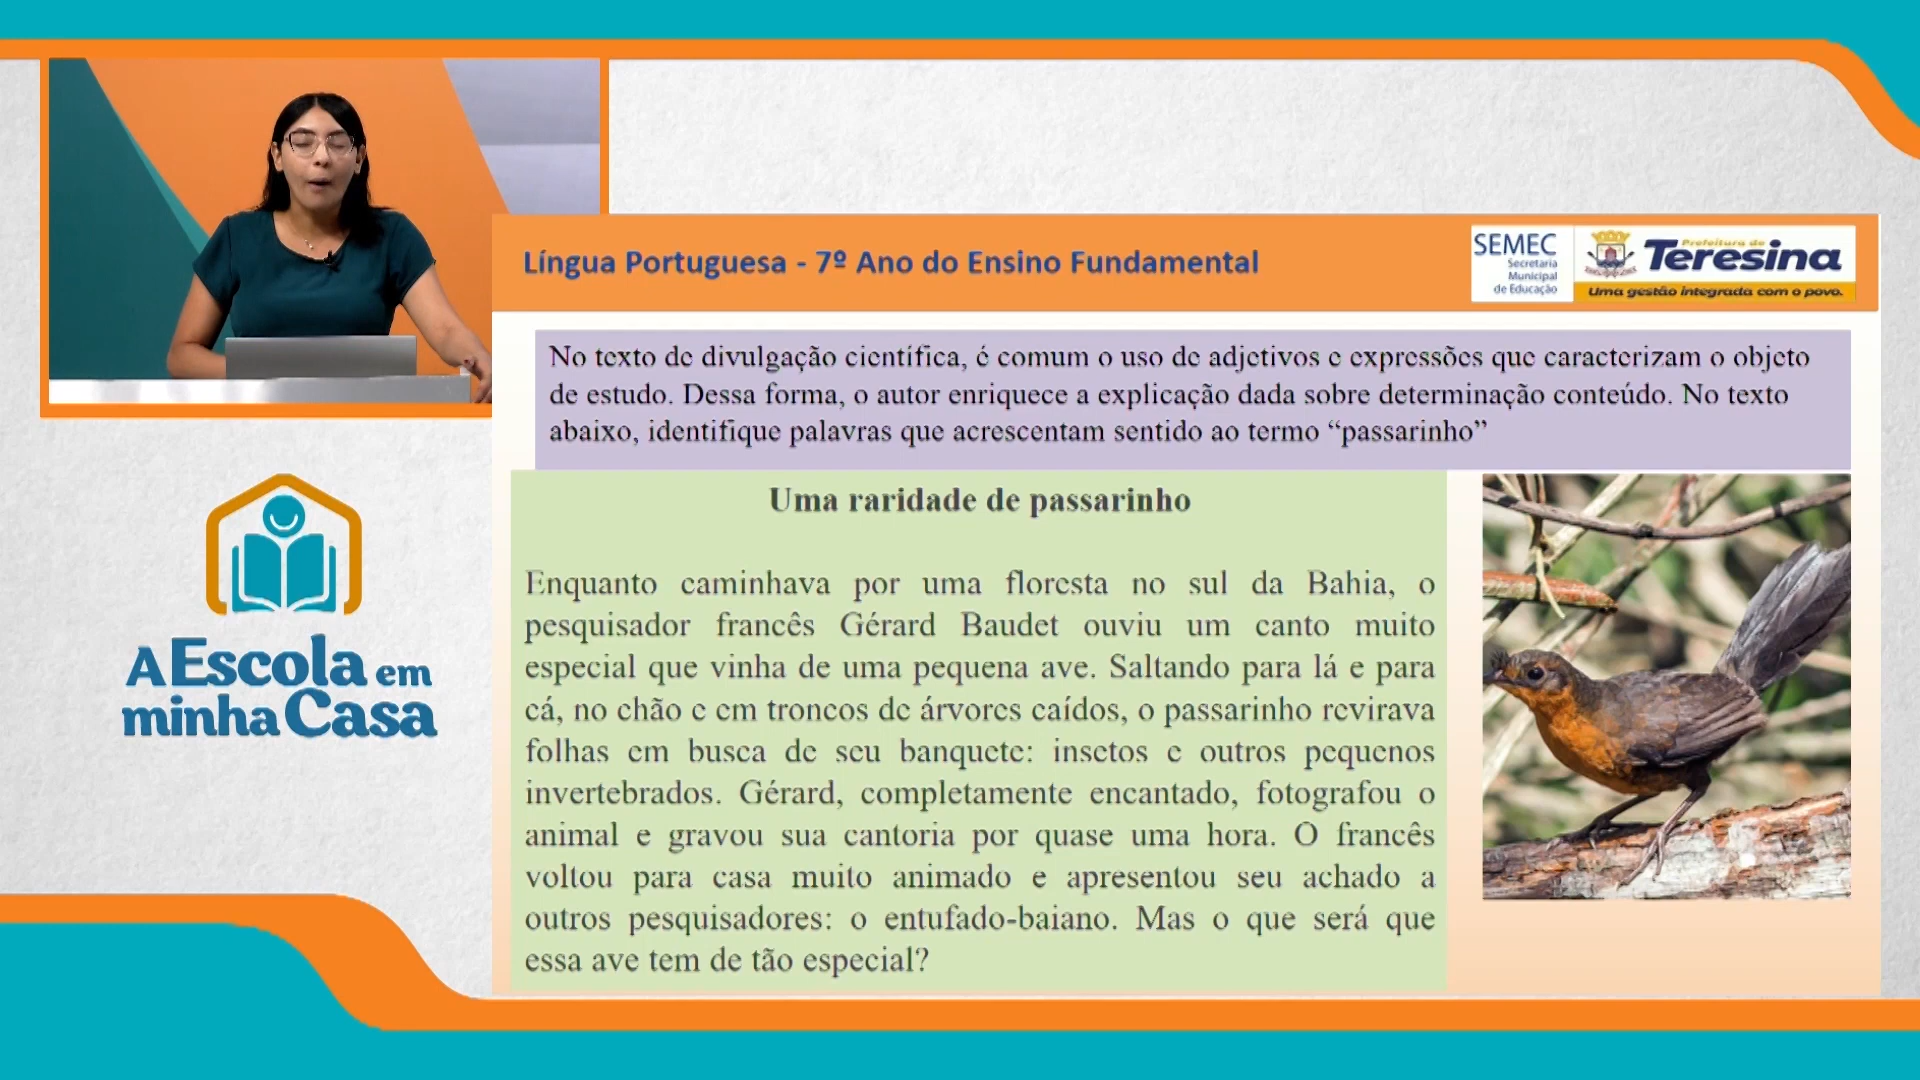 Língua Portuguesa - 7º Ano do Ensino Fundamental
SEMEC
Secretaria
Municipal
de Educação
Prefeitura de
Teresina
Uma gestão integrada com o povo.
No texto de divulgação científica, é comum o uso de adjetivos e expressões que caracterizam o objeto
de estudo. Dessa forma, o autor enriquece a explicação dada sobre determinação conteúdo. No texto
abaixo, identifique palavras que acrescentam sentido ao termo “passarinho”
Uma raridade de passarinho
Enquanto caminhava por uma floresta no sul da Bahia, o
pesquisador francês Gérard Baudet ouviu um canto muito
especial que vinha de uma pequena ave. Saltando para lá e para
cá, no chão e em troncos de árvores caídos, o passarinho revirava
folhas em busca de seu banquete: insetos e outros pequenos
invertebrados. Gérard, completamente encantado, fotografou o
animal e gravou sua cantoria por quase uma hora. O francês
voltou para casa muito animado e apresentou seu achado a
outros pesquisadores: o entufado-baiano. Mas o que será que
essa ave tem de tão especial?
A Escola em
minha Casa